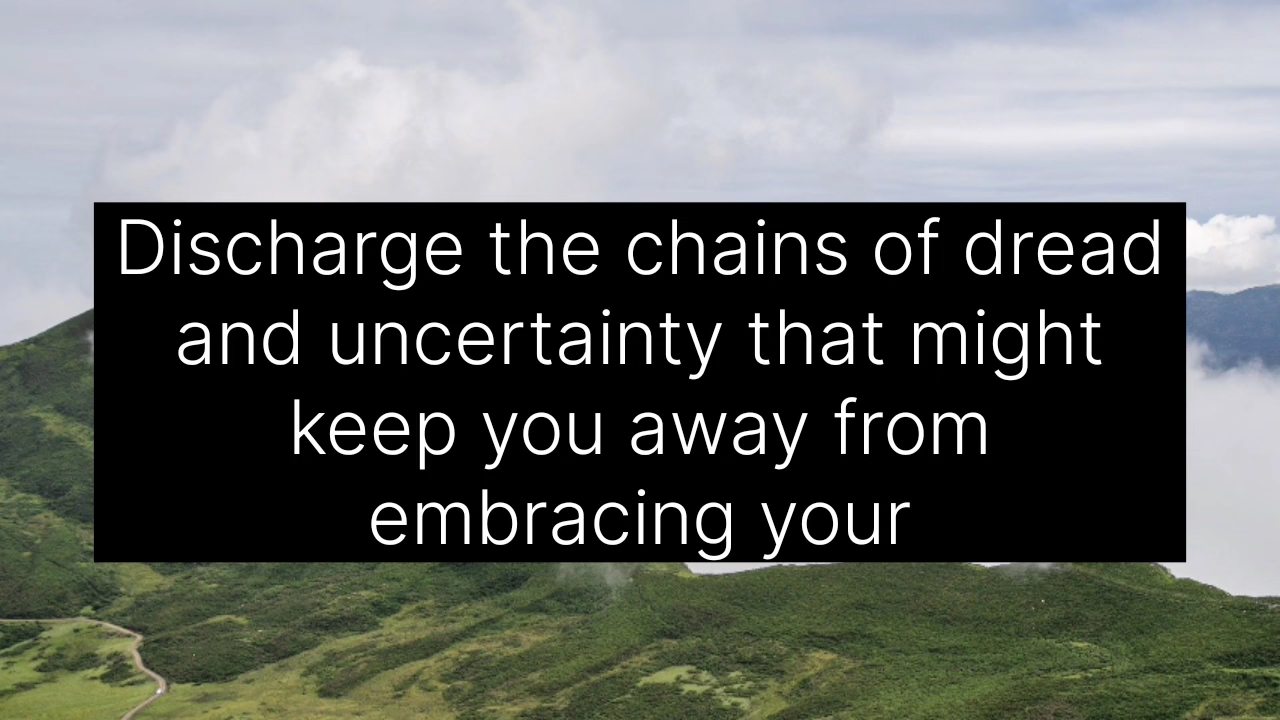 Discharge the chains of dread
and uncertainty that might
keep you away from
embracing your